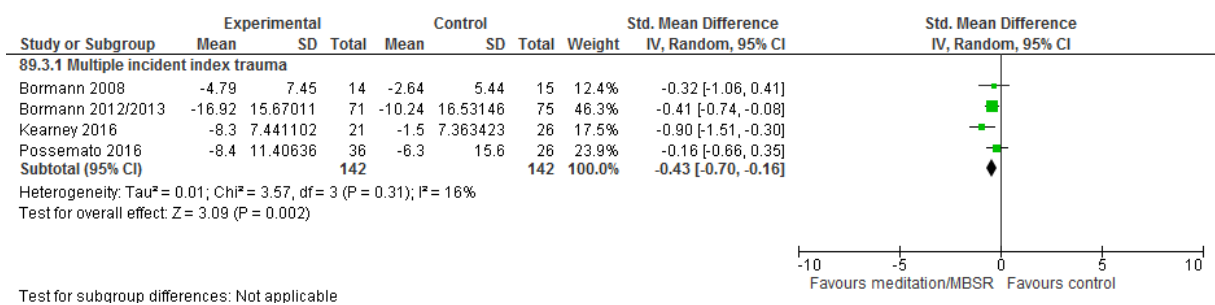 Experimental Control Std. Mean Difference Std. Mean Difference
Study or Subgroup Mean SD Total Mean SD Total Weight IV, Random, 95% CI IV, Random, 95% CI
89.3.1 Multiple incident index trauma
Bormann 2008 -4.79 7.45 14 -2.64 5.44 15 12.4% -0.32 [-1.06, 0.41]
Bormann 2012/2013 -16.92 15.67011 71 -10.24 16.53146 75 46.3% -0.41 [-0.74, -0.08]
Kearney 2016 -8.3 7.441102 21 -1.5 7.363423 26 17.5% -0.90 [-1.51, -0.30]
Possemato 2016 -8.4 11.40636 36 -6.3 15.6 26 23.9% -0.16 [-0.66, 0.35]
Subtotal (95% CI) 142 142 100.0% -0.43 [-0.70, -0.16]
Heterogeneity: Tau² = 0.01; Chi² = 3.57, df = 3 (P = 0.31); I² = 16%
Test for overall effect: Z = 3.09 (P = 0.002)
-10 -5 0 5 10
Favours meditation/MBSR Favours control
Test for subgroup differences: Not applicable